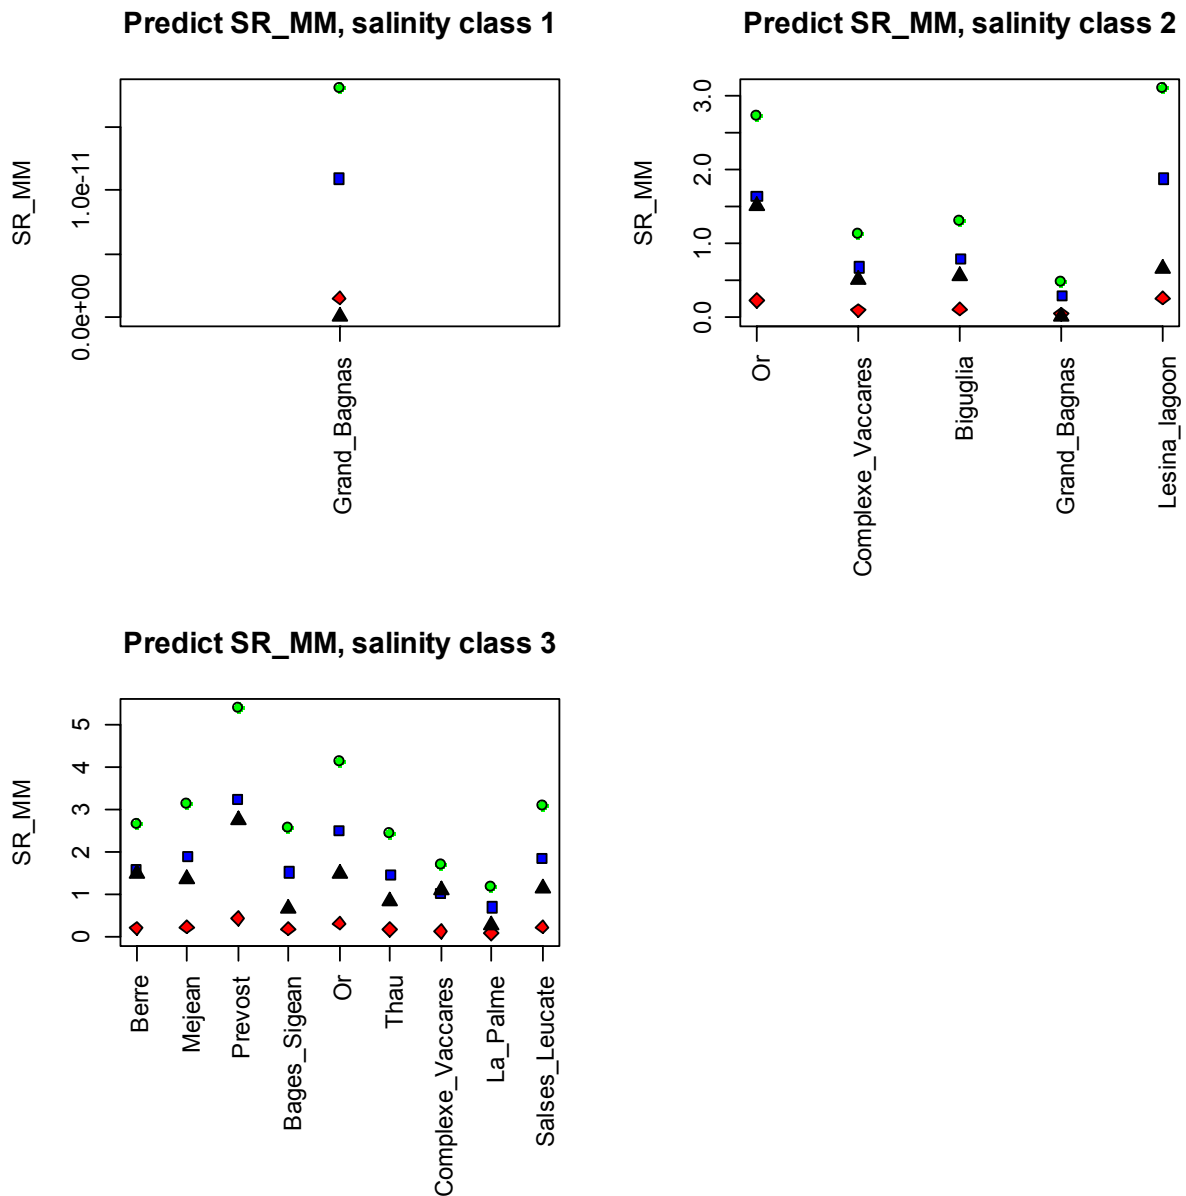 Predict SR_MM, salinity class 1
SR_MM
1.0e-11
0.0e+00
Grand_Bagnas
Predict SR_MM, salinity class 2
SR_MM
3.0
2.0
1.0
0.0
Or
Complexe_Vaccares
Biguglia
Grand_Bagnas
Lesina_lagoon
Predict SR_MM, salinity class 3
SR_MM
5
4
3
2
1
0
Berre
Mejean
Prevost
Bages_Sigean
Or
Thau
Complexe_Vaccares
La_Palme
Salses_Leucate